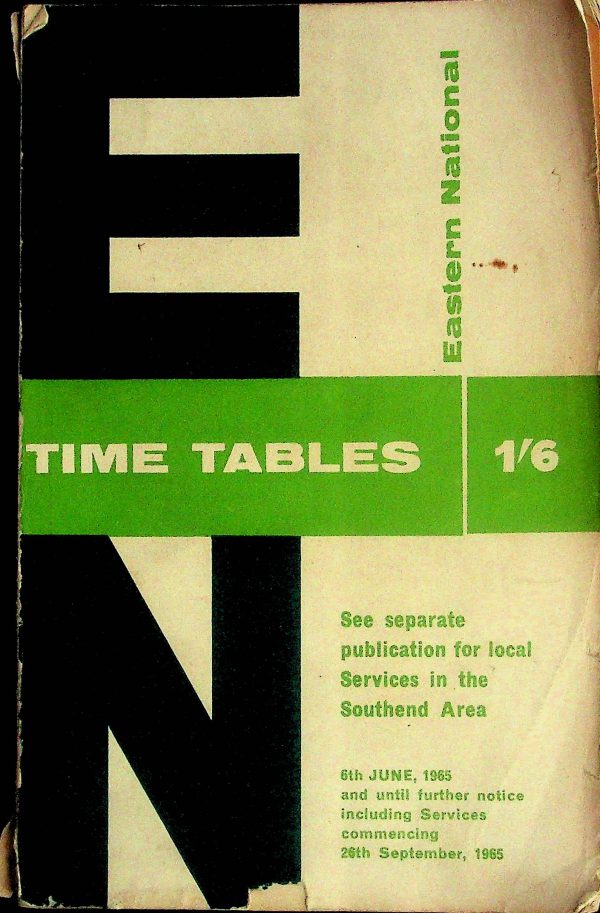 E
Eastern National
TIME TABLES 1/6
N
See separate
publication for local
Services in the
Southend Area
6th JUNE, 1965
and until further notice
including Services
commencing
26th September, 1965